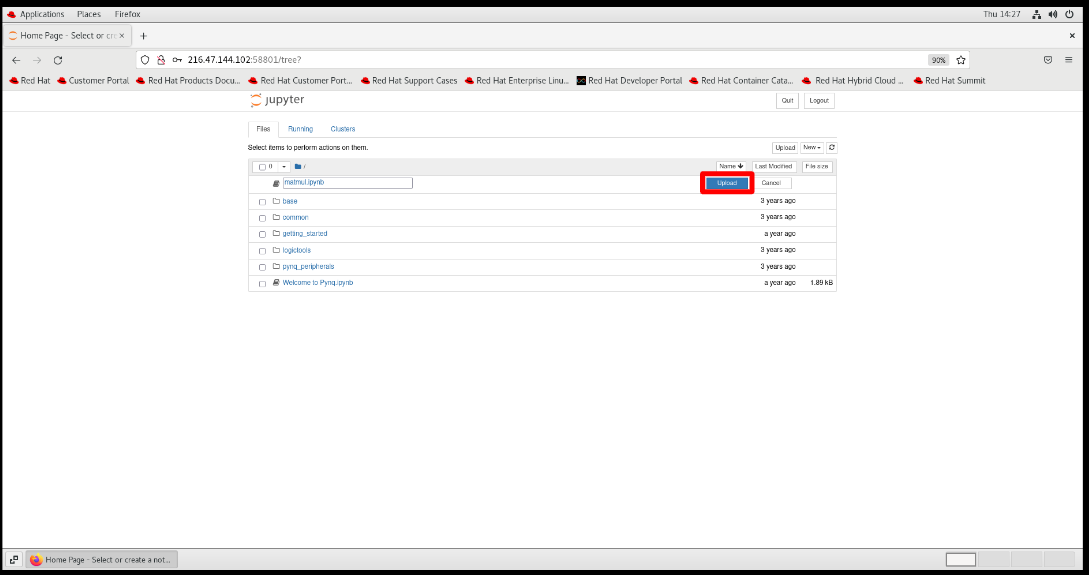 Applications Places Firefox Thu 14:27
Home Page - Select or cre
216.47.144.102:58801/tree? 90%
Red Hat Customer Portal Red Hat Products Docu... Red Hat Customer Port... Red Hat Support Cases Red Hat Enterprise Linu... Red Hat Developer Portal Red Hat Container Cata... Red Hat Hybrid Cloud ... Red Hat Summit
jupyter Quit Logout
Files Running Clusters
Select items to perform actions on them. Upload New
0 / Name Last Modified File size
matmul.ipynb Upload Cancel
base 3 years ago
common 3 years ago
getting_started a year ago
logictools 3 years ago
pynq_peripherals 3 years ago
Welcome to Pynq.ipynb a year ago 1.89 kB
Home Page - Select or create a not...